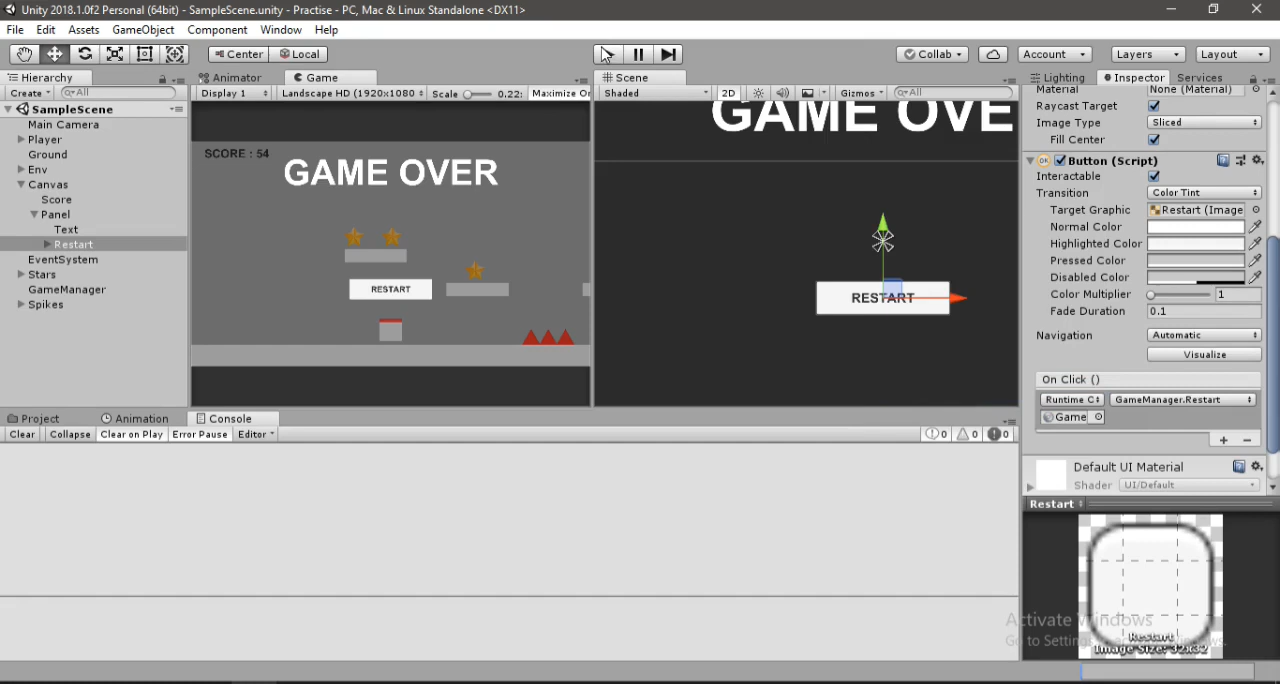 Unity 2018.1.0f2 Personal (64bit) - SampleScene.unity - Practise - PC, Mac & Linux Standalone <DX11>
File Edit Assets GameObject Component Window Help
Center Local Collab Account Layers Layout
Hierarchy Animator Game Scene Lighting Inspector Services
Create All Display 1 Landscape HD (1920x1080 Scale 0.22: Maximize Shaded 2D Gizmos All
SampleScene
Main Camera
Player
Ground
Env
Canvas
Score
Panel
Text
Restart
EventSystem
Stars
GameManager
Spikes
SCORE : 54
GAME OVER
RESTART
GAME OVE
RESTART
Material None (Material)
Raycast Target
Image Type Sliced
Fill Center
Button (Script)
Interactable
Transition Color Tint
Target Graphic Restart (Image
Normal Color
Highlighted Color
Pressed Color
Disabled Color
Color Multiplier 1
Fade Duration 0.1
Navigation Automatic
Visualize
On Click ()
Runtime C GameManager.Restart
Game
Default UI Material
Shader UI/Default
Project Animation Console
Clear Collapse Clear on Play Error Pause Editor 0 0 0
Restart
Restart
Image Size: 32x32
Activate Windows
Go to Settings